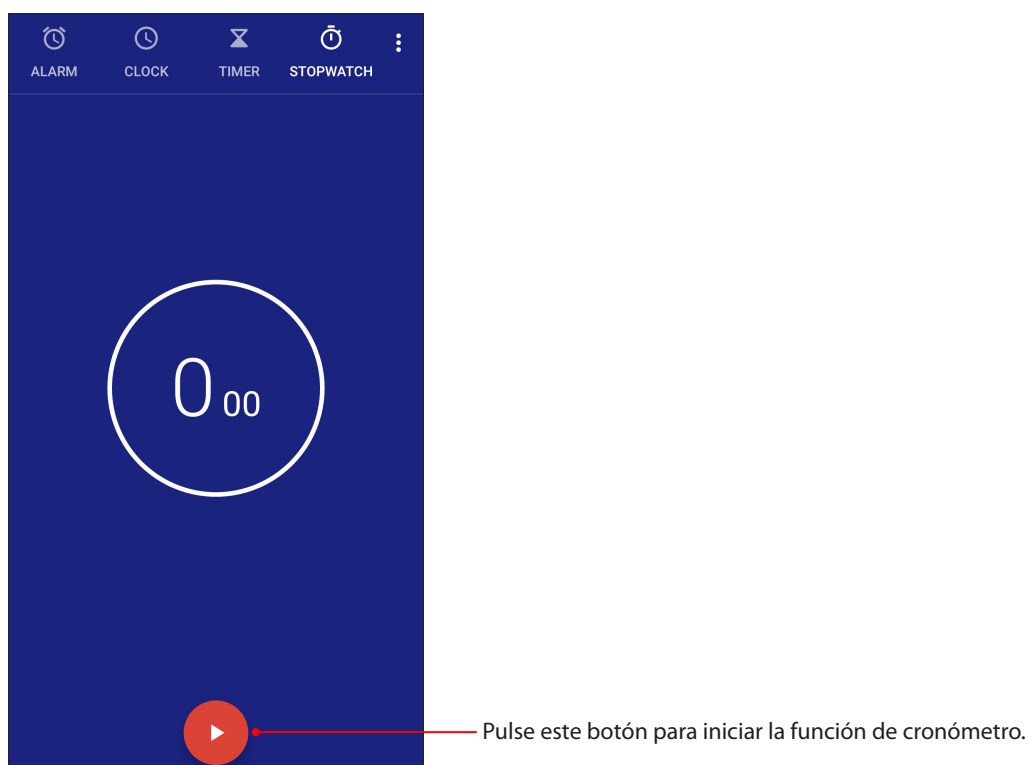 ALARM CLOCK TIMER STOPWATCH
0 00
Pulse este botón para iniciar la función de cronómetro.